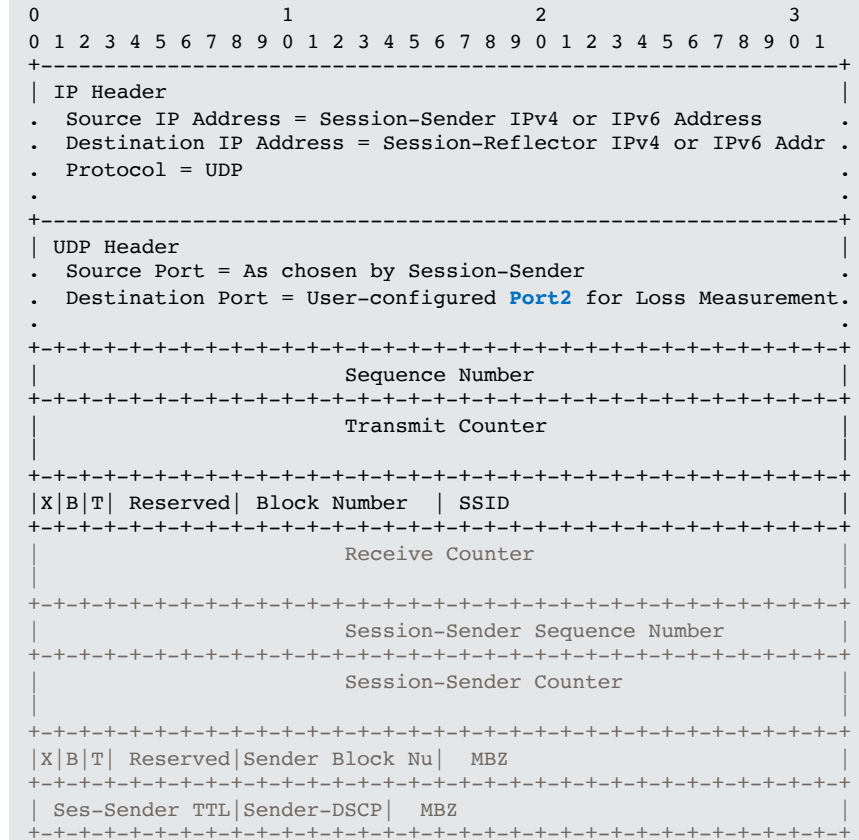 0                   1                   2                   3
0 1 2 3 4 5 6 7 8 9 0 1 2 3 4 5 6 7 8 9 0 1 2 3 4 5 6 7 8 9 0 1
+---------------------------------------------------------------+
| IP Header                                                     |
.  Source IP Address = Session-Sender IPv4 or IPv6 Address      .
.  Destination IP Address = Session-Reflector IPv4 or IPv6 Addr .
.  Protocol = UDP                                               .
.                                                               .
+---------------------------------------------------------------+
| UDP Header                                                    |
.  Source Port = As chosen by Session-Sender                    .
.  Destination Port = User-configured Port2 for Loss Measurement.
.                                                               .
+-+-+-+-+-+-+-+-+-+-+-+-+-+-+-+-+-+-+-+-+-+-+-+-+-+-+-+-+-+-+-+-+
|                        Sequence Number                        |
+-+-+-+-+-+-+-+-+-+-+-+-+-+-+-+-+-+-+-+-+-+-+-+-+-+-+-+-+-+-+-+-+
|                        Transmit Counter                       |
|                                                               |
+-+-+-+-+-+-+-+-+-+-+-+-+-+-+-+-+-+-+-+-+-+-+-+-+-+-+-+-+-+-+-+-+
|X|B|T| Reserved| Block Number  | SSID                          |
+-+-+-+-+-+-+-+-+-+-+-+-+-+-+-+-+-+-+-+-+-+-+-+-+-+-+-+-+-+-+-+-+
|                        Receive Counter                        |
|                                                               |
+-+-+-+-+-+-+-+-+-+-+-+-+-+-+-+-+-+-+-+-+-+-+-+-+-+-+-+-+-+-+-+-+
|                        Session-Sender Sequence Number         |
+-+-+-+-+-+-+-+-+-+-+-+-+-+-+-+-+-+-+-+-+-+-+-+-+-+-+-+-+-+-+-+-+
|                        Session-Sender Counter                 |
|                                                               |
+-+-+-+-+-+-+-+-+-+-+-+-+-+-+-+-+-+-+-+-+-+-+-+-+-+-+-+-+-+-+-+-+
|X|B|T| Reserved|Sender Block Nu|  MBZ                          |
+-+-+-+-+-+-+-+-+-+-+-+-+-+-+-+-+-+-+-+-+-+-+-+-+-+-+-+-+-+-+-+-+
| Ses-Sender TTL|Sender-DSCP|  MBZ                              |
+-+-+-+-+-+-+-+-+-+-+-+-+-+-+-+-+-+-+-+-+-+-+-+-+-+-+-+-+-+-+-+-+